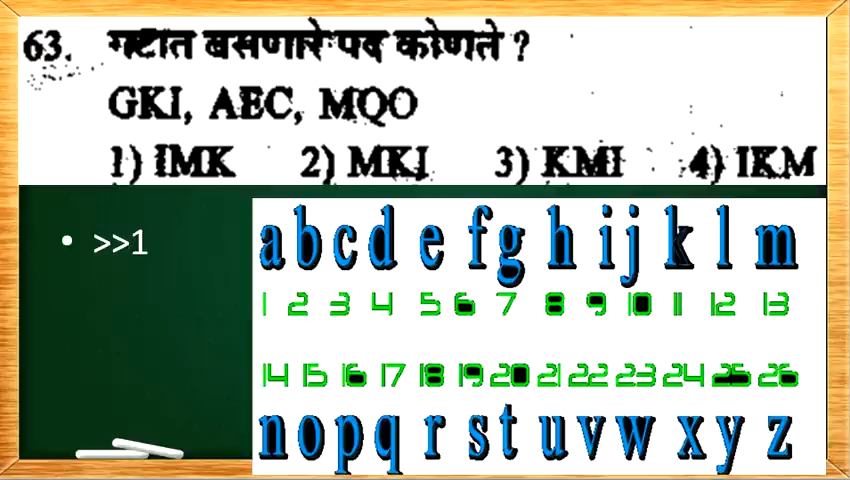 63. गटात बसणारे पद कोणते ?
GKI, AEC, MQO
1) IMK 2) MKI 3) KMI 4) IKM
• >>1
a b c d e f g h i j k l m
1 2 3 4 5 6 7 8 9 10 11 12 13
14 15 16 17 18 19 20 21 22 23 24 25 26
n o p q r s t u v w x y z